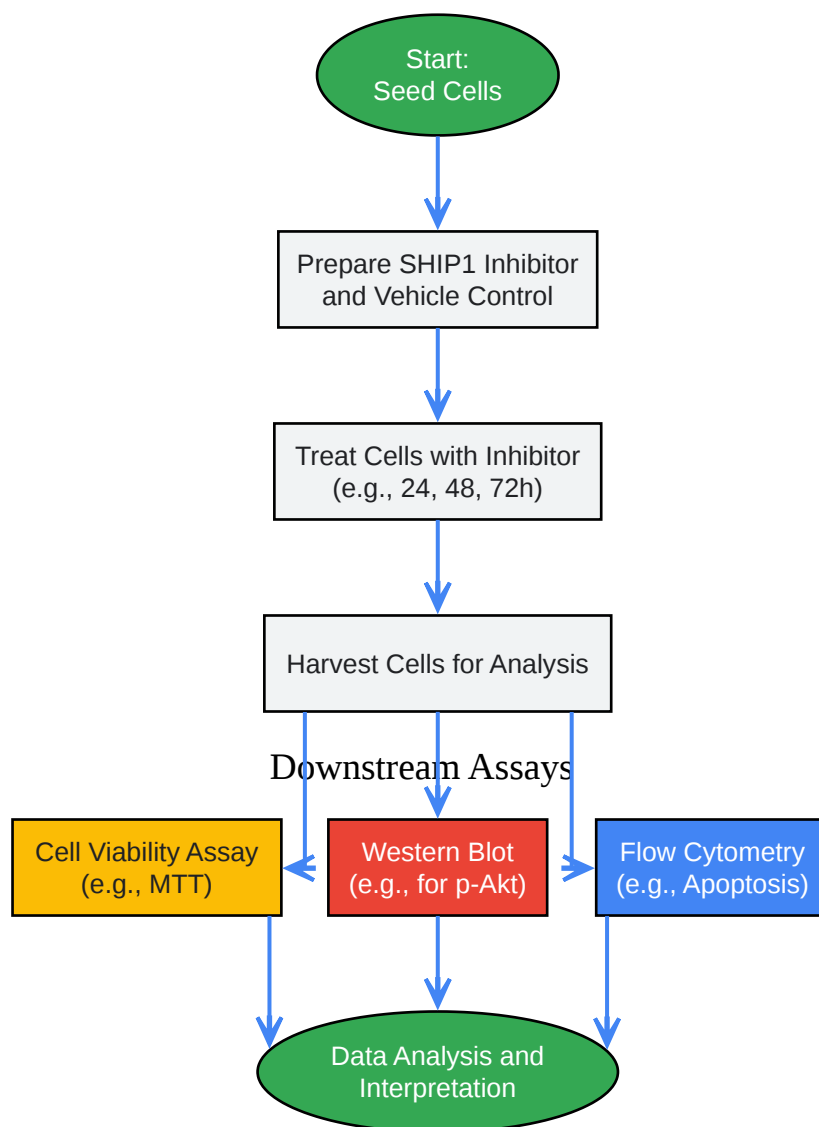 Start:
Seed Cells
Prepare SHIP1 Inhibitor
and Vehicle Control
Treat Cells with Inhibitor
(e.g., 24, 48, 72h)
Harvest Cells for Analysis
Downstream Assays
Cell Viability Assay
(e.g., MTT)
Western Blot
(e.g., for p-Akt)
Flow Cytometry
(e.g., Apoptosis)
Data Analysis and
Interpretation